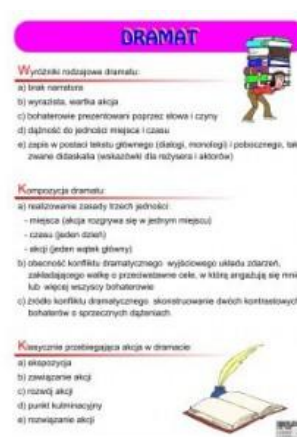 DRAMAT
Wyróżniki rodzajowe dramatu:
a) brak narratora
b) wyrazista, wartka akcja
c) bohaterowie prezentowani poprzez słowa i czyny
d) dążność do jedności miejsca i czasu
e) zapis w postaci tekstu głównego (dialogi, monologi) i pobocznego, tak
zwane didaskalia (wskazówki dla reżysera i aktorów)
Kompozycja dramatu:
a) realizowanie zasady trzech jedności:
- miejsca (akcja rozgrywa się w jednym miejscu)
- czasu (jeden dzień)
- akcji (jeden wątek główny)
b) obecność konfliktu dramatycznego wyjściowego układu zdarzeń,
zakładającego walkę o przeciwstawne cele, w którą angażują się mni
lub więcej wszyscy bohaterowie
c) źródło konfliktu dramatycznego skonstruowanie dwóch kontrastowych
bohaterów o sprzecznych dążeniach
Klasycznie przebiegająca akcja w dramacie
a) ekspozycja
b) zawiązanie akcji
c) rozwój akcji
d) punkt kulminacyjny
e) rozwiązanie akcji